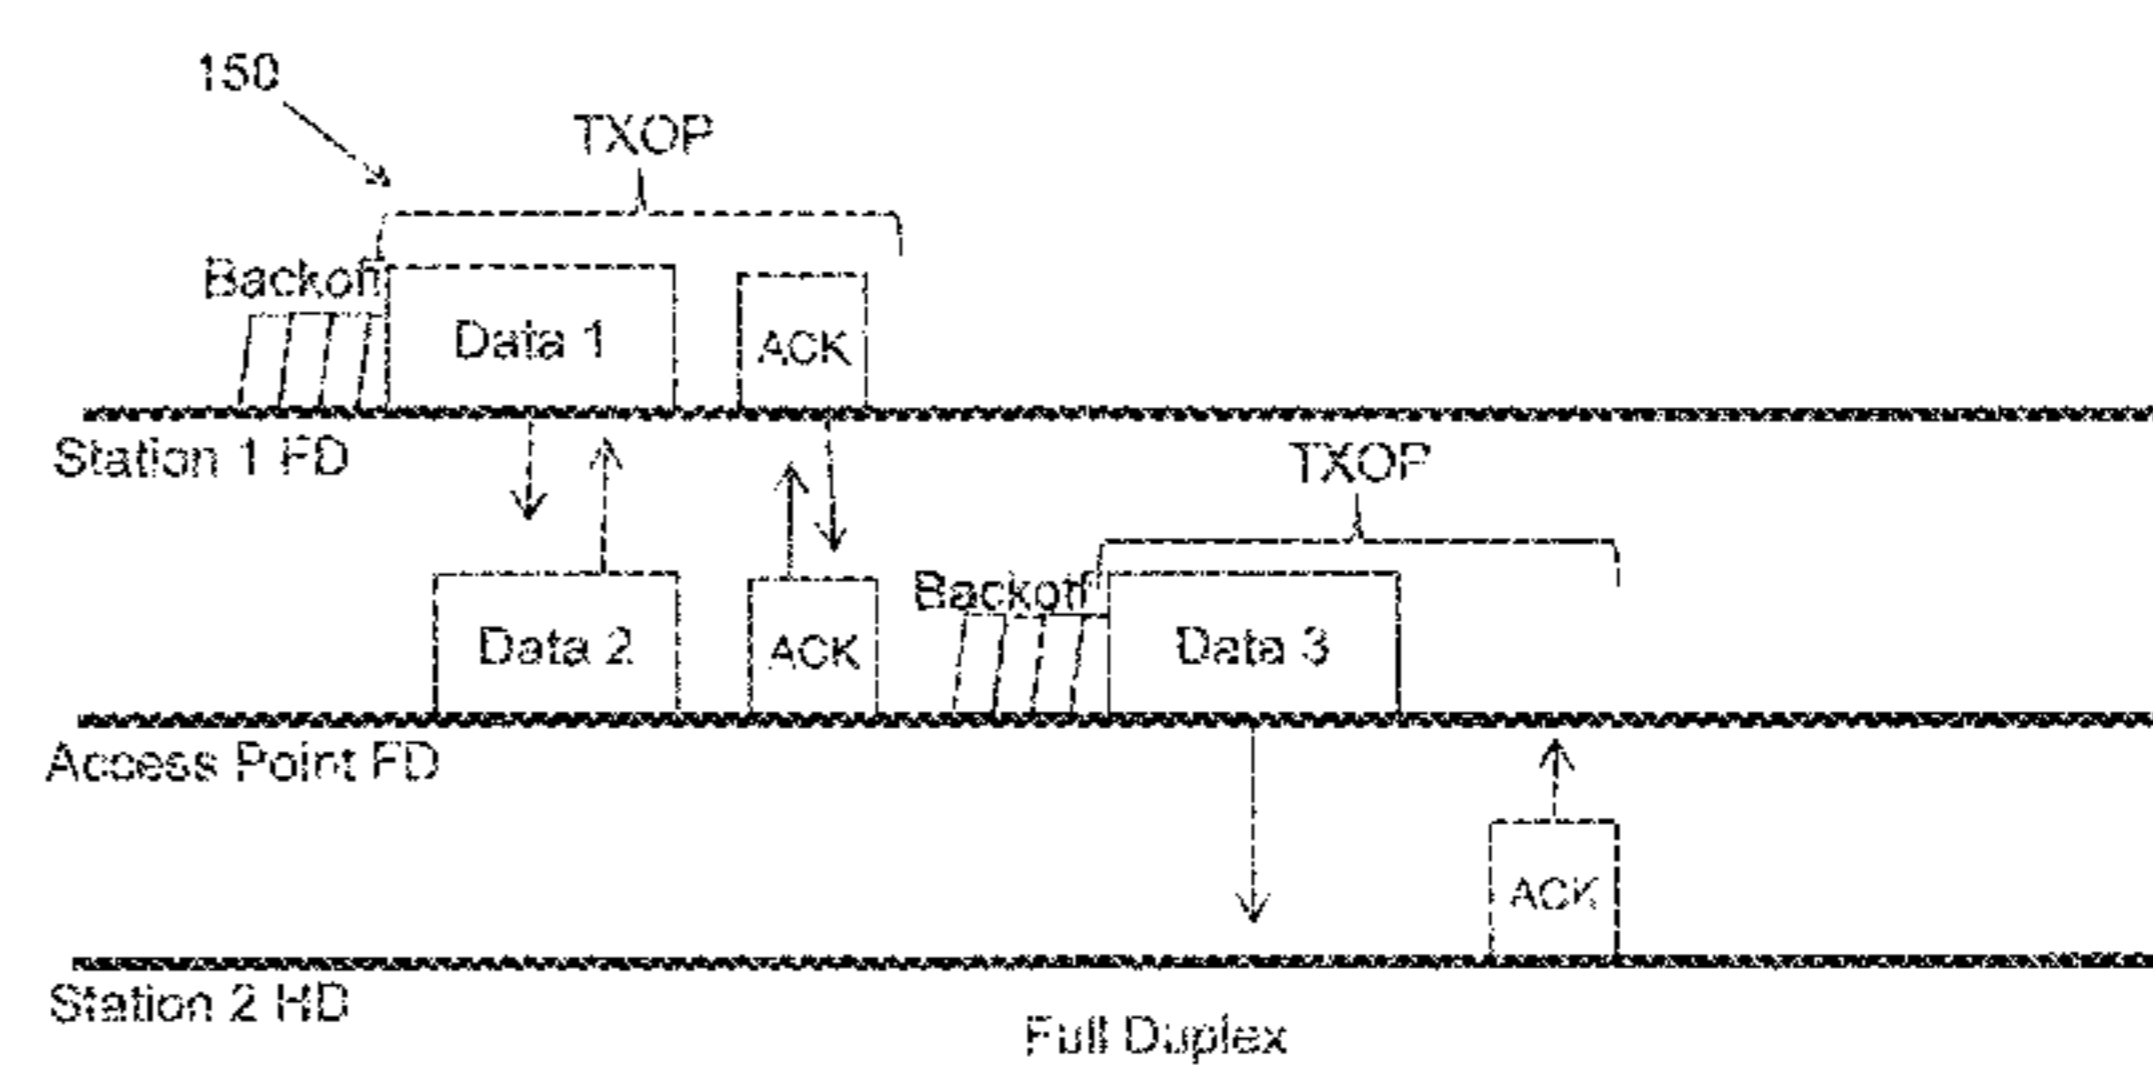 150
TXOP
Backoff
Data 1
ACK
Station 1 FD
TXOP
Backoff
Data 2
ACK
Data 3
Access Point FD
ACK
Station 2 HD
Full Duplex